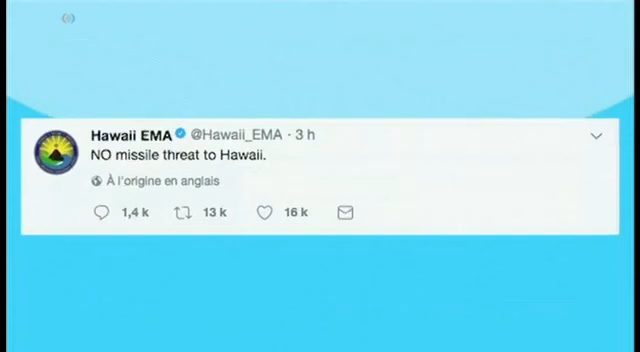 Hawaii EMA @Hawaii_EMA · 3 h
NO missile threat to Hawaii.
À l'origine en anglais
1,4 k 13 k 16 k